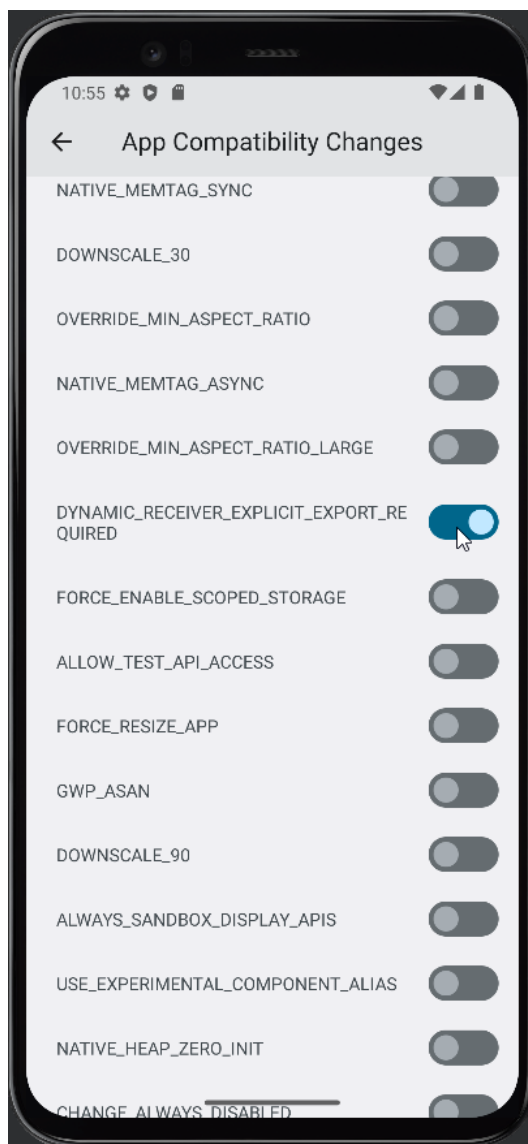 10:55
App Compatibility Changes
NATIVE_MEMTAG_SYNC
DOWNSCALE_30
OVERRIDE_MIN_ASPECT_RATIO
NATIVE_MEMTAG_ASYNC
OVERRIDE_MIN_ASPECT_RATIO_LARGE
DYNAMIC_RECEIVER_EXPLICIT_EXPORT_RE
QUIRED
FORCE_ENABLE_SCOPED_STORAGE
ALLOW_TEST_API_ACCESS
FORCE_RESIZE_APP
GWP_ASAN
DOWNSCALE_90
ALWAYS_SANDBOX_DISPLAY_APIS
USE_EXPERIMENTAL_COMPONENT_ALIAS
NATIVE_HEAP_ZERO_INIT
CHANGE_ALWAYS_DISABLED